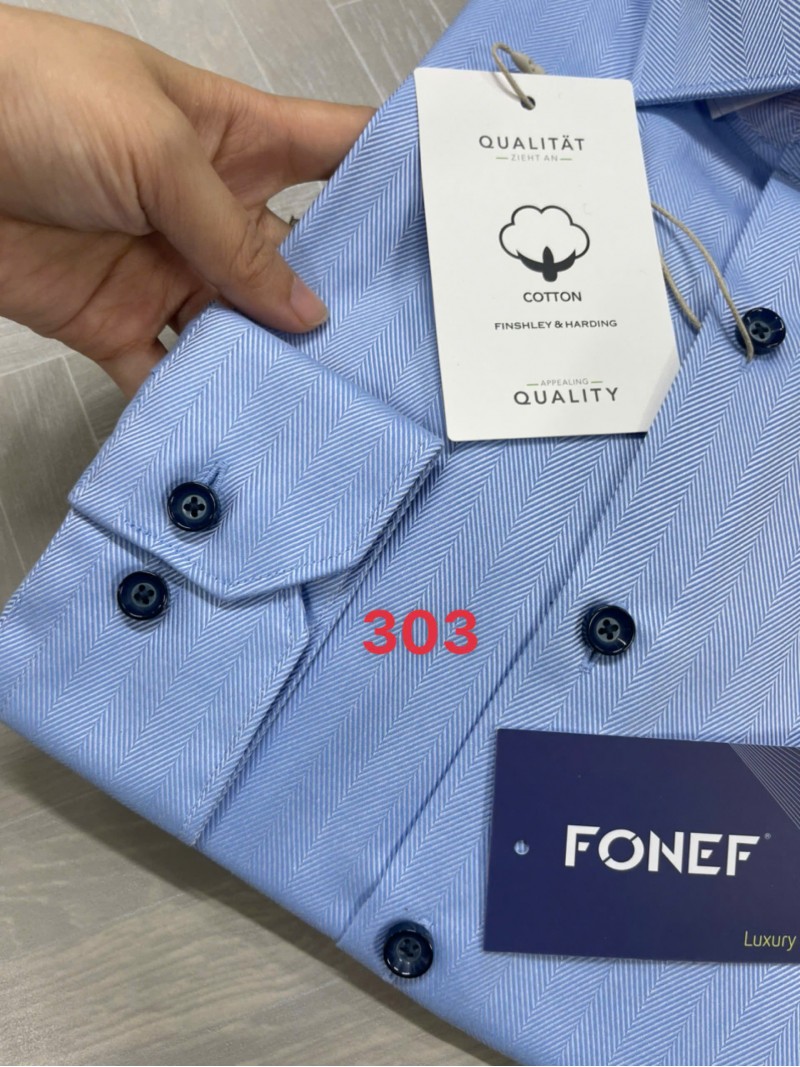 QUALITÄT
ZIEHT AN
COTTON
FINSHLEY & HARDING
APPEALING
QUALITY
303
FONEF®
Luxury